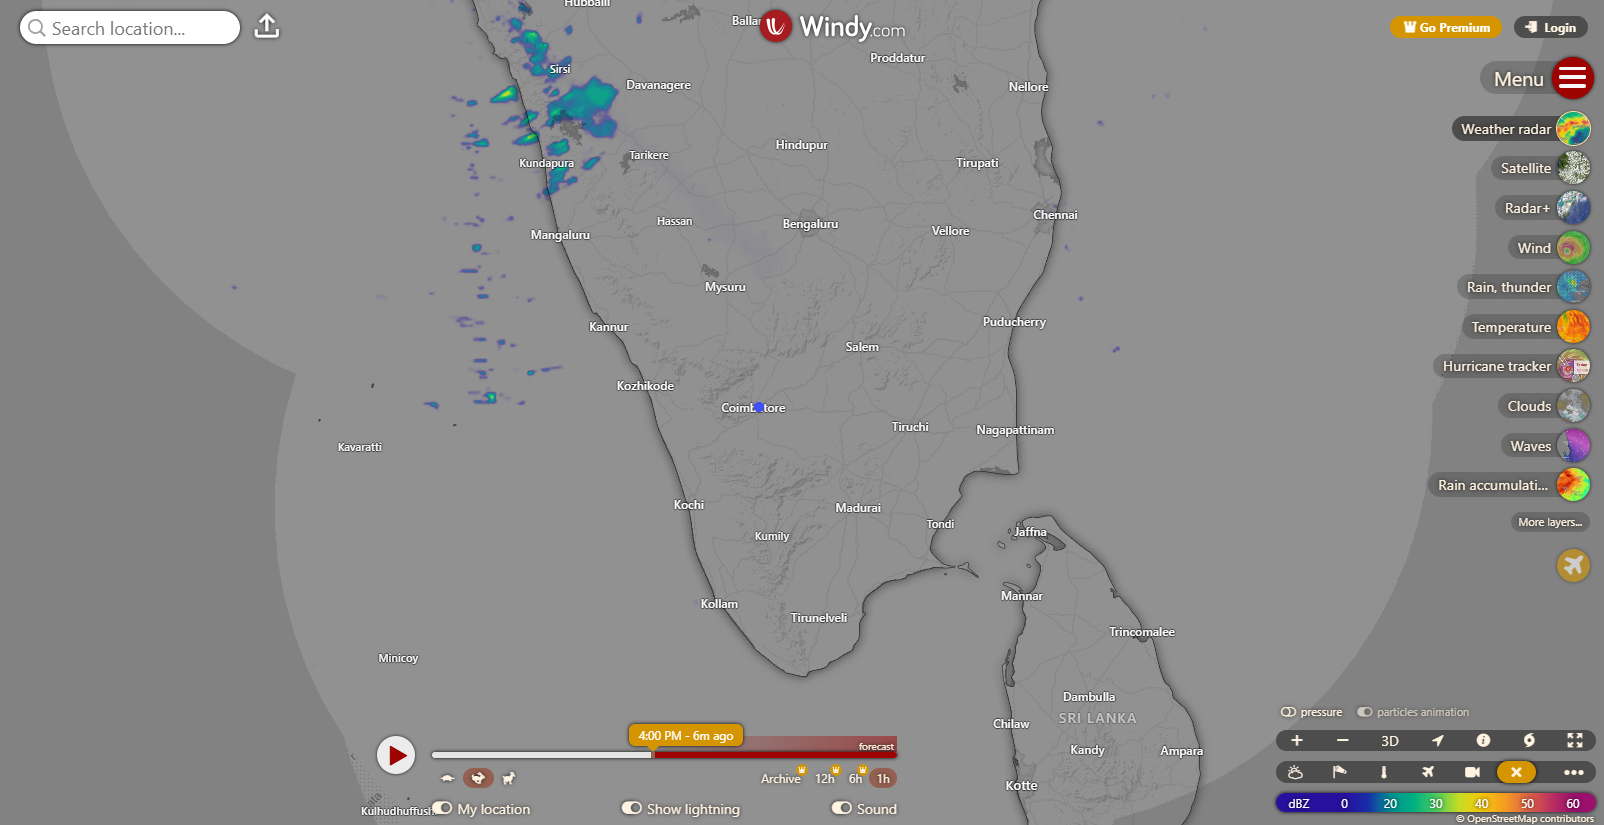 Search location...
Hubballi
Windy.com
Go Premium
Login
Proddatur
Sirsi
Davanagere
Nellore
Menu
Weather radar
Hindupur
Tarikere
Kundapura
Tirupati
Satellite
Radar+
Hassan
Bengaluru
Chennai
Mangaluru
Vellore
Wind
Mysuru
Rain, thunder
Kannur
Puducherry
Temperature
Salem
Hurricane tracker
Kozhikode
Clouds
Tiruchi
Nagapattinam
Kavaratti
Waves
Rain accumulati...
Kochi
Madurai
Tondi
Jaffna
More layers...
Kumily
Mannar
Kollam
Tirunelveli
Trincomalee
Minicoy
Dambulla
SRI LANKA
Chilaw
Kandy
Ampara
Kotte
pressure
particles animation
4:00 PM - 6m ago
forecast
3D
Archive 12h 6h 1h
Kulhudhuffush
My location
Show lightning
Sound
dBZ 0 20 30 40 50 60
© OpenStreetMap contributors